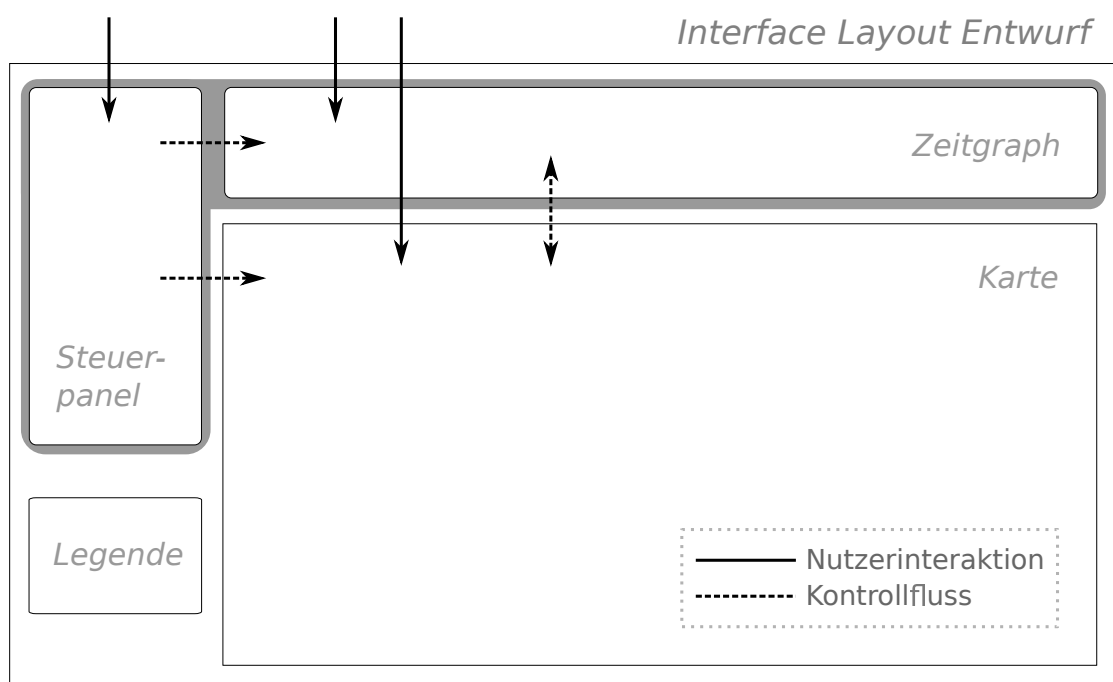 Interface Layout Entwurf
Zeitgraph
Karte
Steuer-
panel
Legende
Nutzerinteraktion
Kontrollfluss